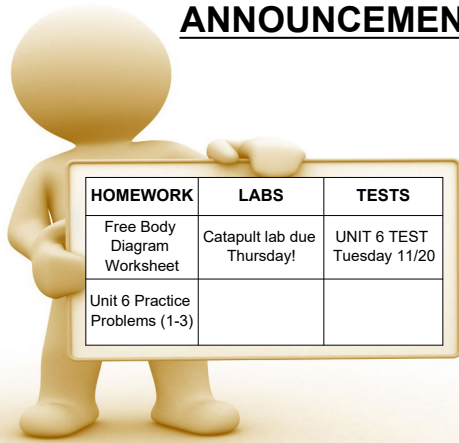 ANNOUNCEMEN
HOMEWORK LABS TESTS
Free Body
Diagram
Worksheet
Catapult lab due
Thursday!
UNIT 6 TEST
Tuesday 11/20
Unit 6 Practice
Problems (1-3)